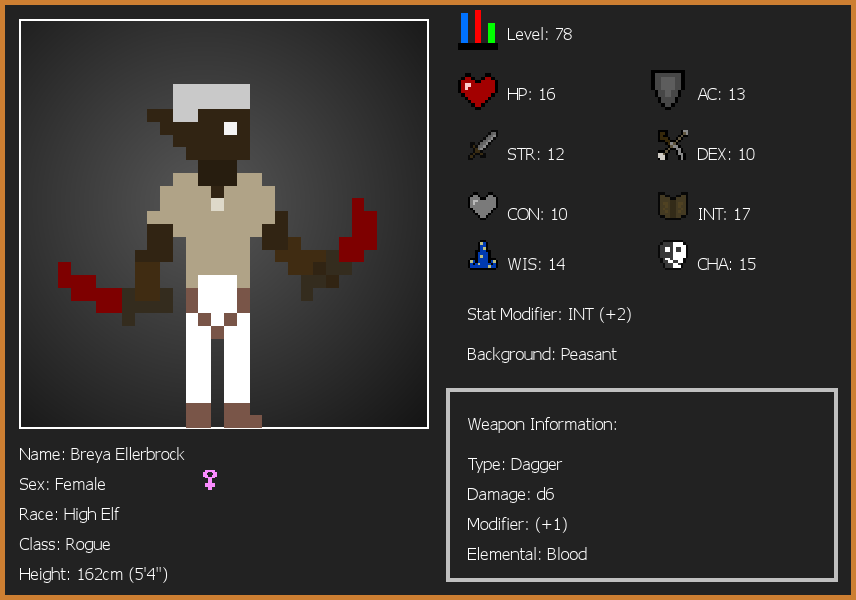 Level: 78
HP: 16
AC: 13
STR: 12
DEX: 10
CON: 10
INT: 17
WIS: 14
CHA: 15
Stat Modifier: INT (+2)
Background: Peasant
Weapon Information:
Type: Dagger
Damage: d6
Modifier: (+1)
Elemental: Blood
Name: Breya Ellerbrock
Sex: Female
Race: High Elf
Class: Rogue
Height: 162cm (5'4")